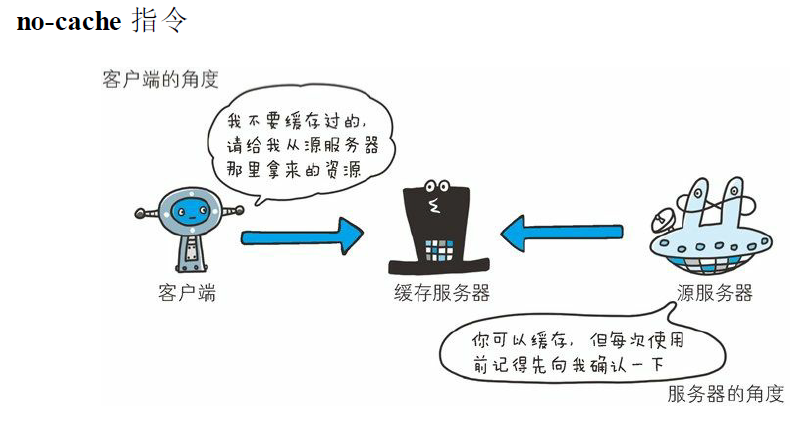 no-cache 指令
客户端的角度
我不要缓存过的，
请给我从源服务器
那里拿来的资源
客户端
缓存服务器
源服务器
你可以缓存，但每次使用
前记得先向我确认一下
服务器的角度